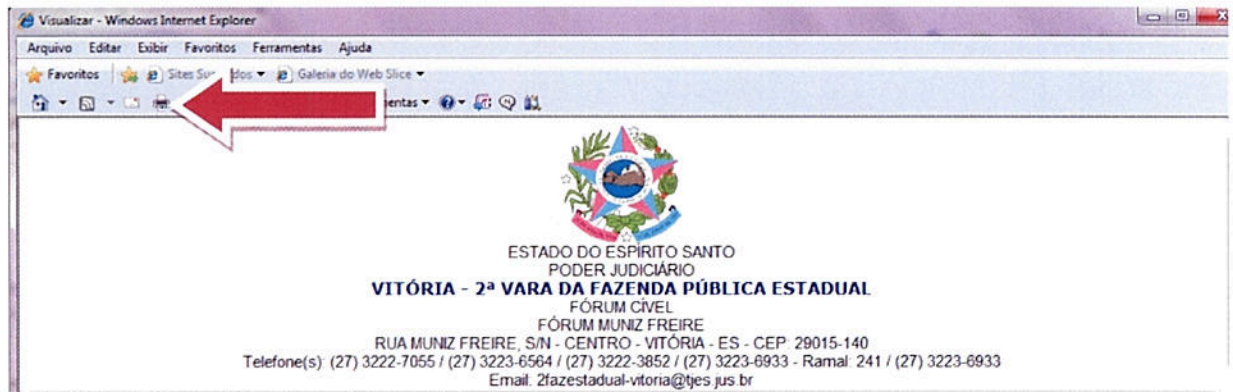 Visualizar - Windows Internet Explorer
Arquivo Editar Exibir Favoritos Ferramentas Ajuda
Favoritos Sites Galeria do Web Slice
ESTADO DO ESPÍRITO SANTO
PODER JUDICIÁRIO
VITÓRIA - 2ª VARA DA FAZENDA PÚBLICA ESTADUAL
FÓRUM CÍVEL
FÓRUM MUNIZ FREIRE
RUA MUNIZ FREIRE, S/N - CENTRO - VITÓRIA - ES - CEP: 29015-140
Telefone(s): (27) 3222-7055 / (27) 3223-6564 / (27) 3222-3852 / (27) 3223-6933 - Ramal: 241 / (27) 3223-6933
Email: 2fazestadual-vitoria@tjes.jus.br